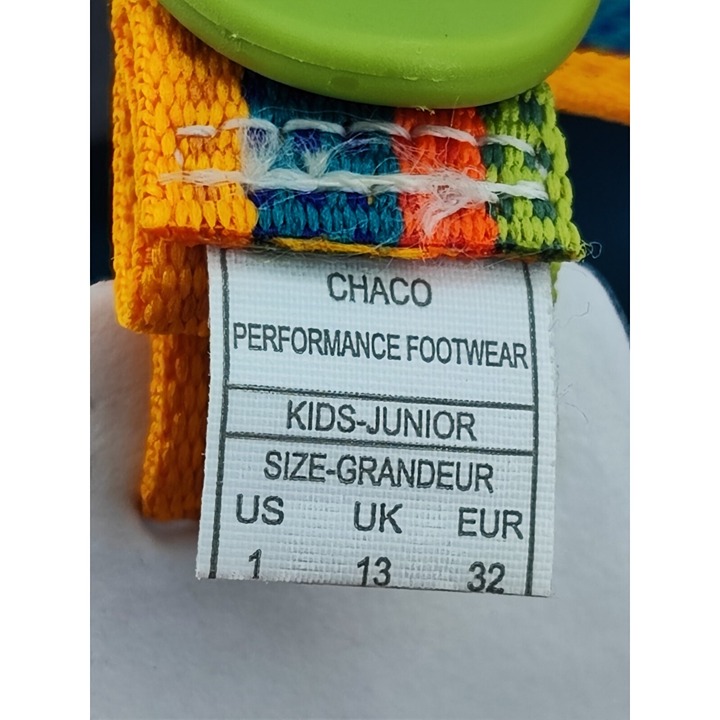 CHACO
PERFORMANCE FOOTWEAR
KIDS-JUNIOR
SIZE-GRANDEUR
US UK EUR
1 13 32